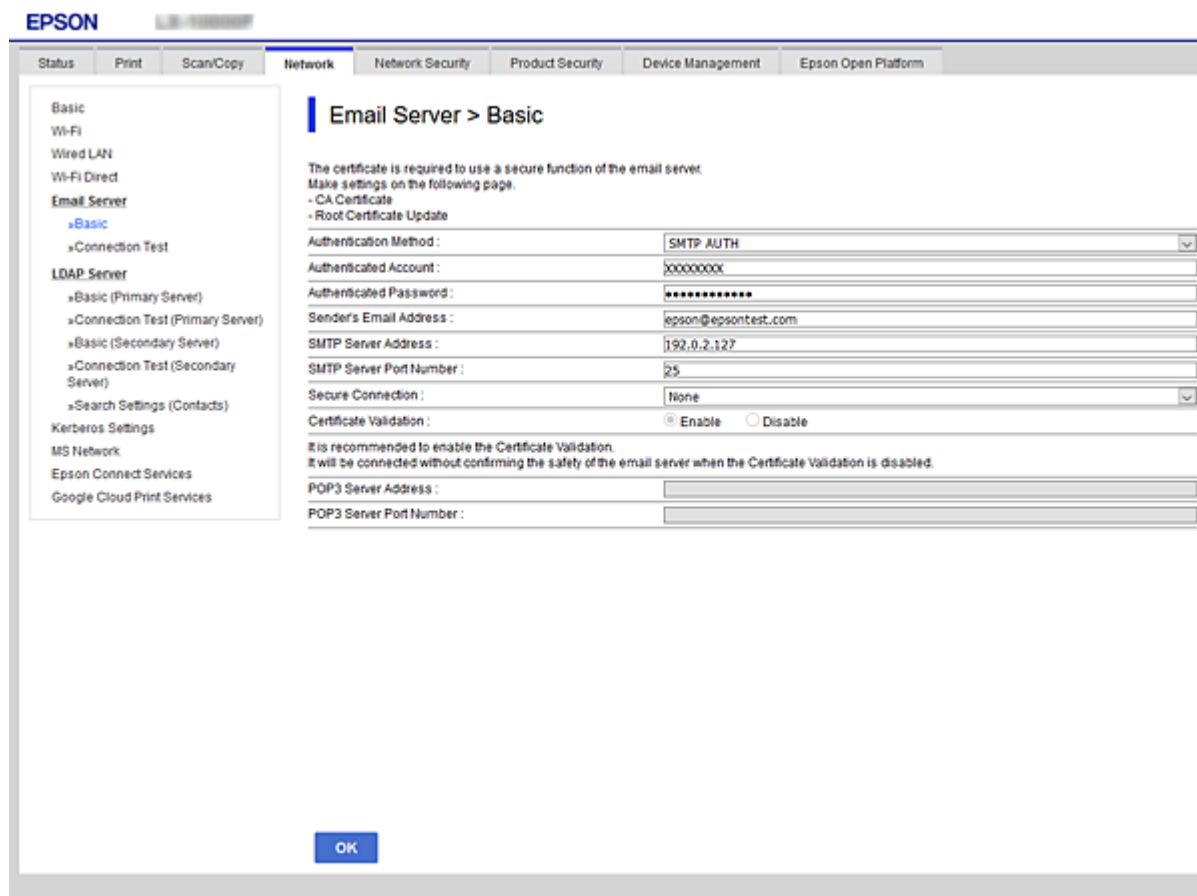 EPSON
Status Print Scan/Copy Network Network Security Product Security Device Management Epson Open Platform
Basic
Wi-Fi
Wired LAN
Wi-Fi Direct
Email Server
»Basic
»Connection Test
LDAP Server
»Basic (Primary Server)
»Connection Test (Primary Server)
»Basic (Secondary Server)
»Connection Test (Secondary
Server)
»Search Settings (Contacts)
Kerberos Settings
MS Network
Epson Connect Services
Google Cloud Print Services
Email Server > Basic
The certificate is required to use a secure function of the email server.
Make settings on the following page.
- CA Certificate
- Root Certificate Update
Authentication Method : SMTP AUTH
Authenticated Account : XXXXXXXX
Authenticated Password : ••••••••••••
Sender's Email Address : epson@epsontest.com
SMTP Server Address : 192.0.2.127
SMTP Server Port Number : 25
Secure Connection : None
Certificate Validation : Enable Disable
It is recommended to enable the Certificate Validation.
It will be connected without confirming the safety of the email server when the Certificate Validation is disabled.
POP3 Server Address :
POP3 Server Port Number :
OK